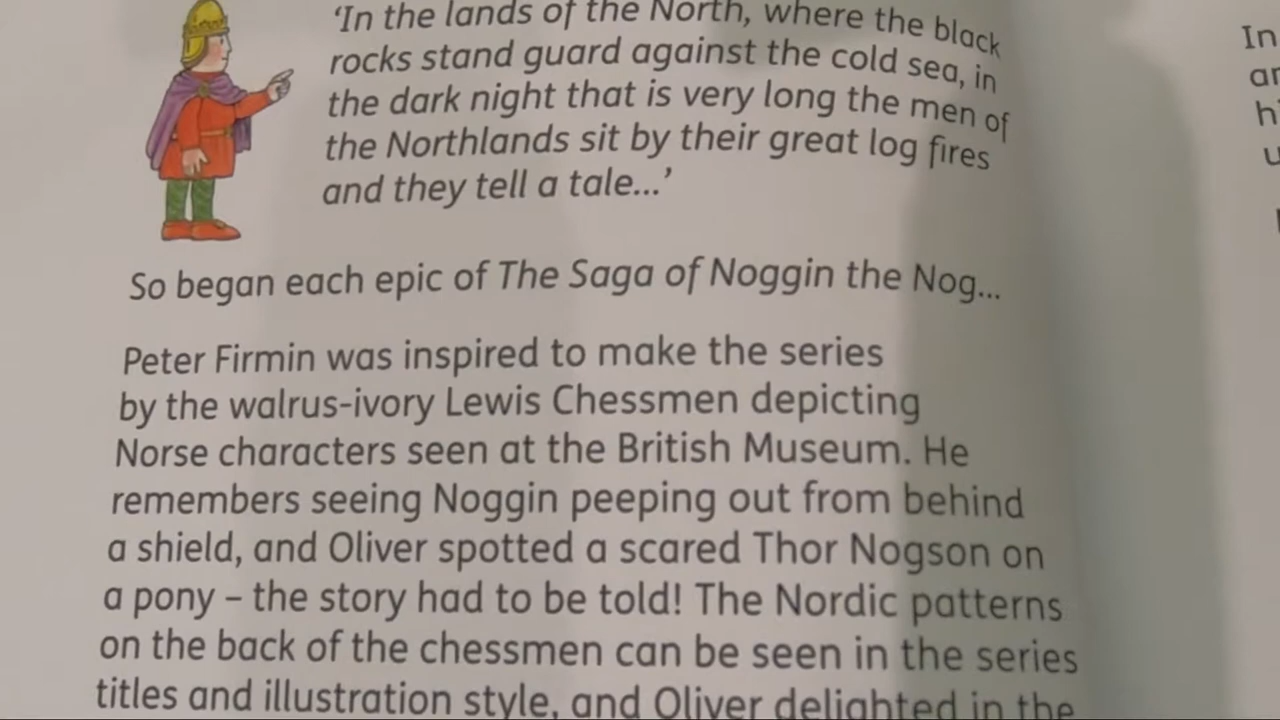 ‘In the lands of the North, where the black
rocks stand guard against the cold sea, in
the dark night that is very long the men of
the Northlands sit by their great log fires
and they tell a tale...’
So began each epic of The Saga of Noggin the Nog...
Peter Firmin was inspired to make the series
by the walrus-ivory Lewis Chessmen depicting
Norse characters seen at the British Museum. He
remembers seeing Noggin peeping out from behind
a shield, and Oliver spotted a scared Thor Nogson on
a pony – the story had to be told! The Nordic patterns
on the back of the chessmen can be seen in the series
titles and illustration style, and Oliver delighted in the
In